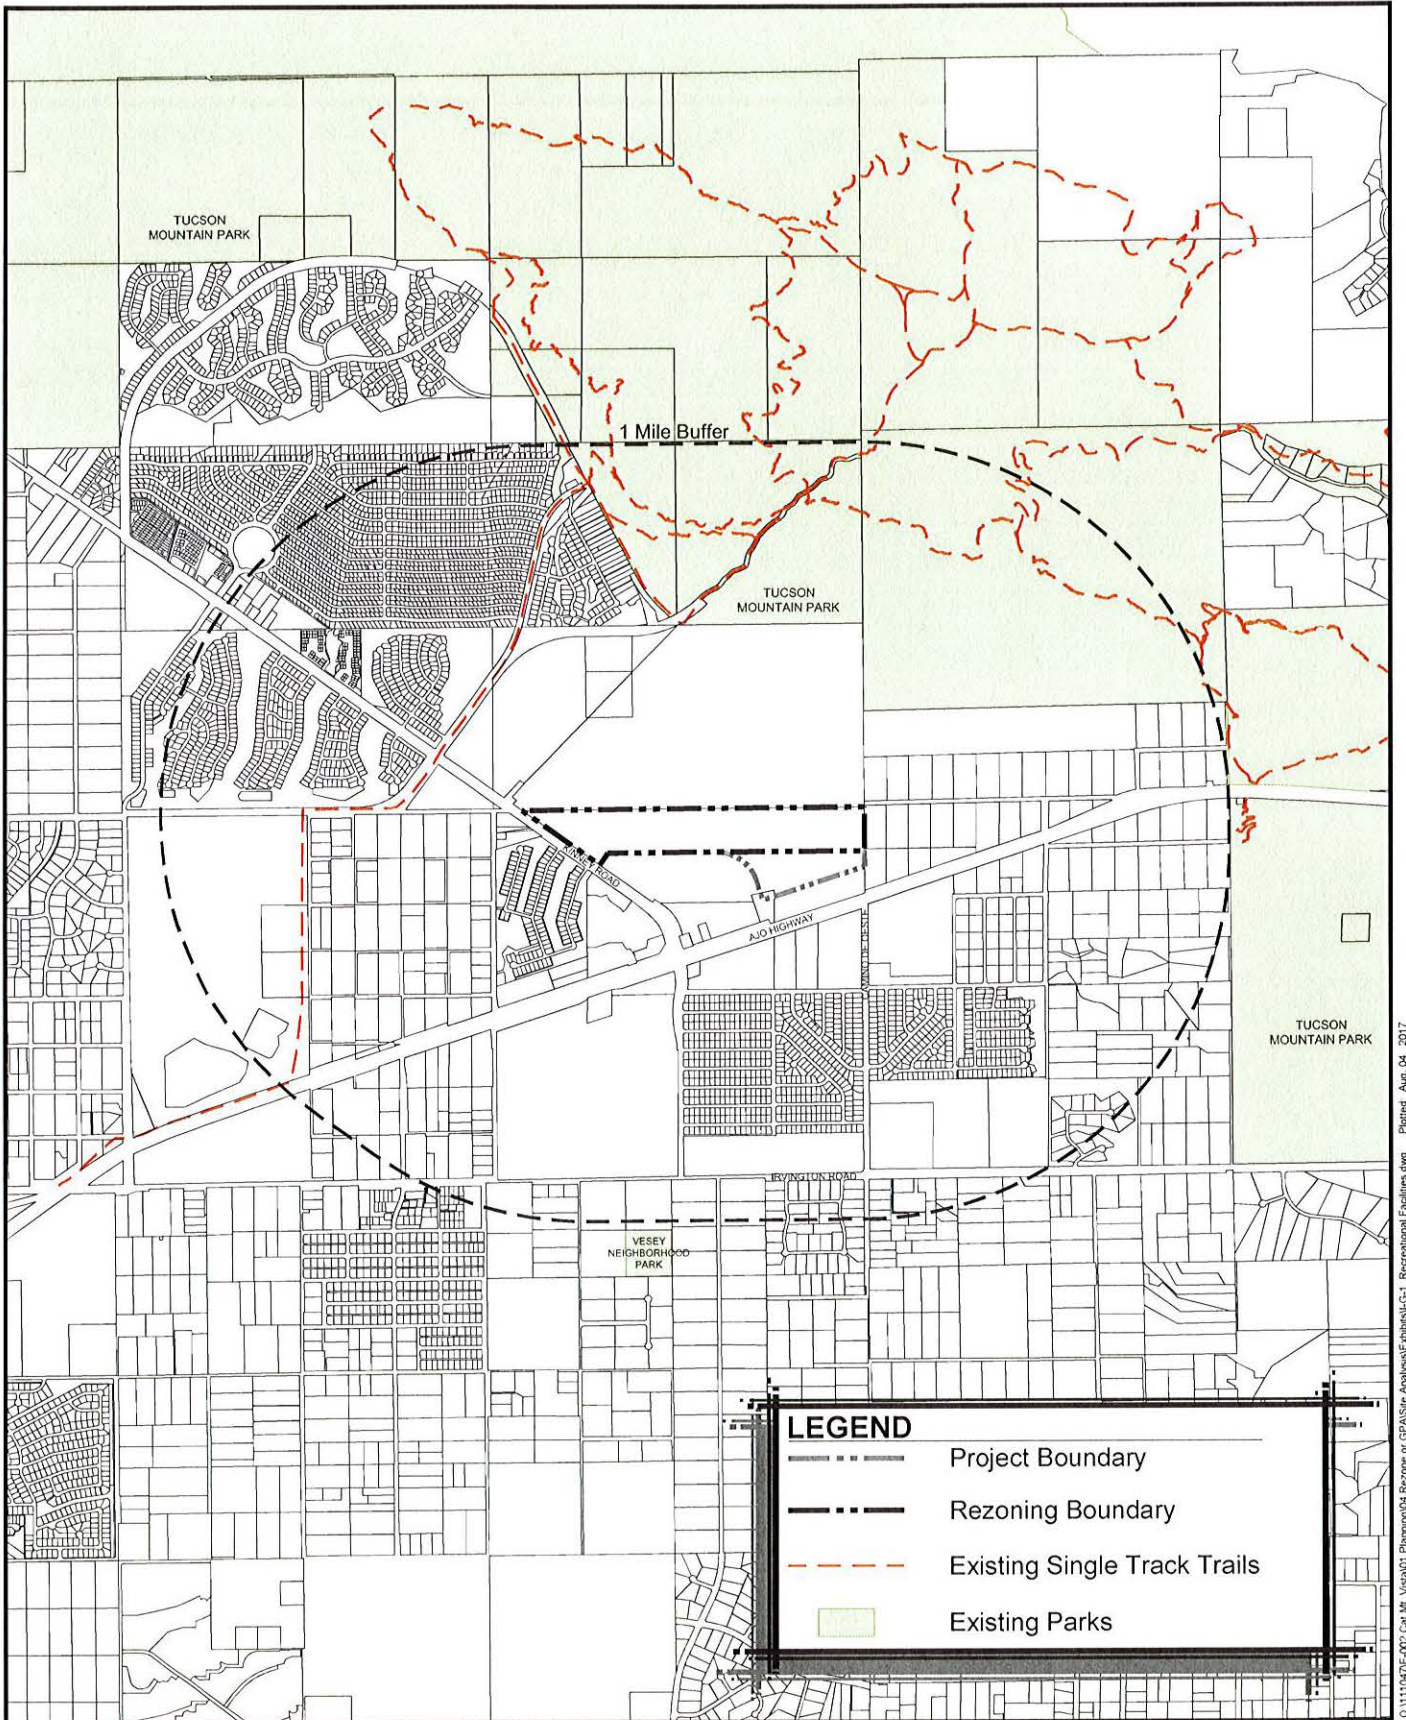 TUCSON
MOUNTAIN PARK
1 Mile Buffer
TUCSON
MOUNTAIN PARK
KINNEY ROAD
AJO HIGHWAY
TUCSON
MOUNTAIN PARK
IRVINGTON ROAD
VESEY
NEIGHBORHOOD
PARK
LEGEND
Project Boundary
Rezoning Boundary
Existing Single Track Trails
Existing Parks
Plotted: Aug. 04, 2017